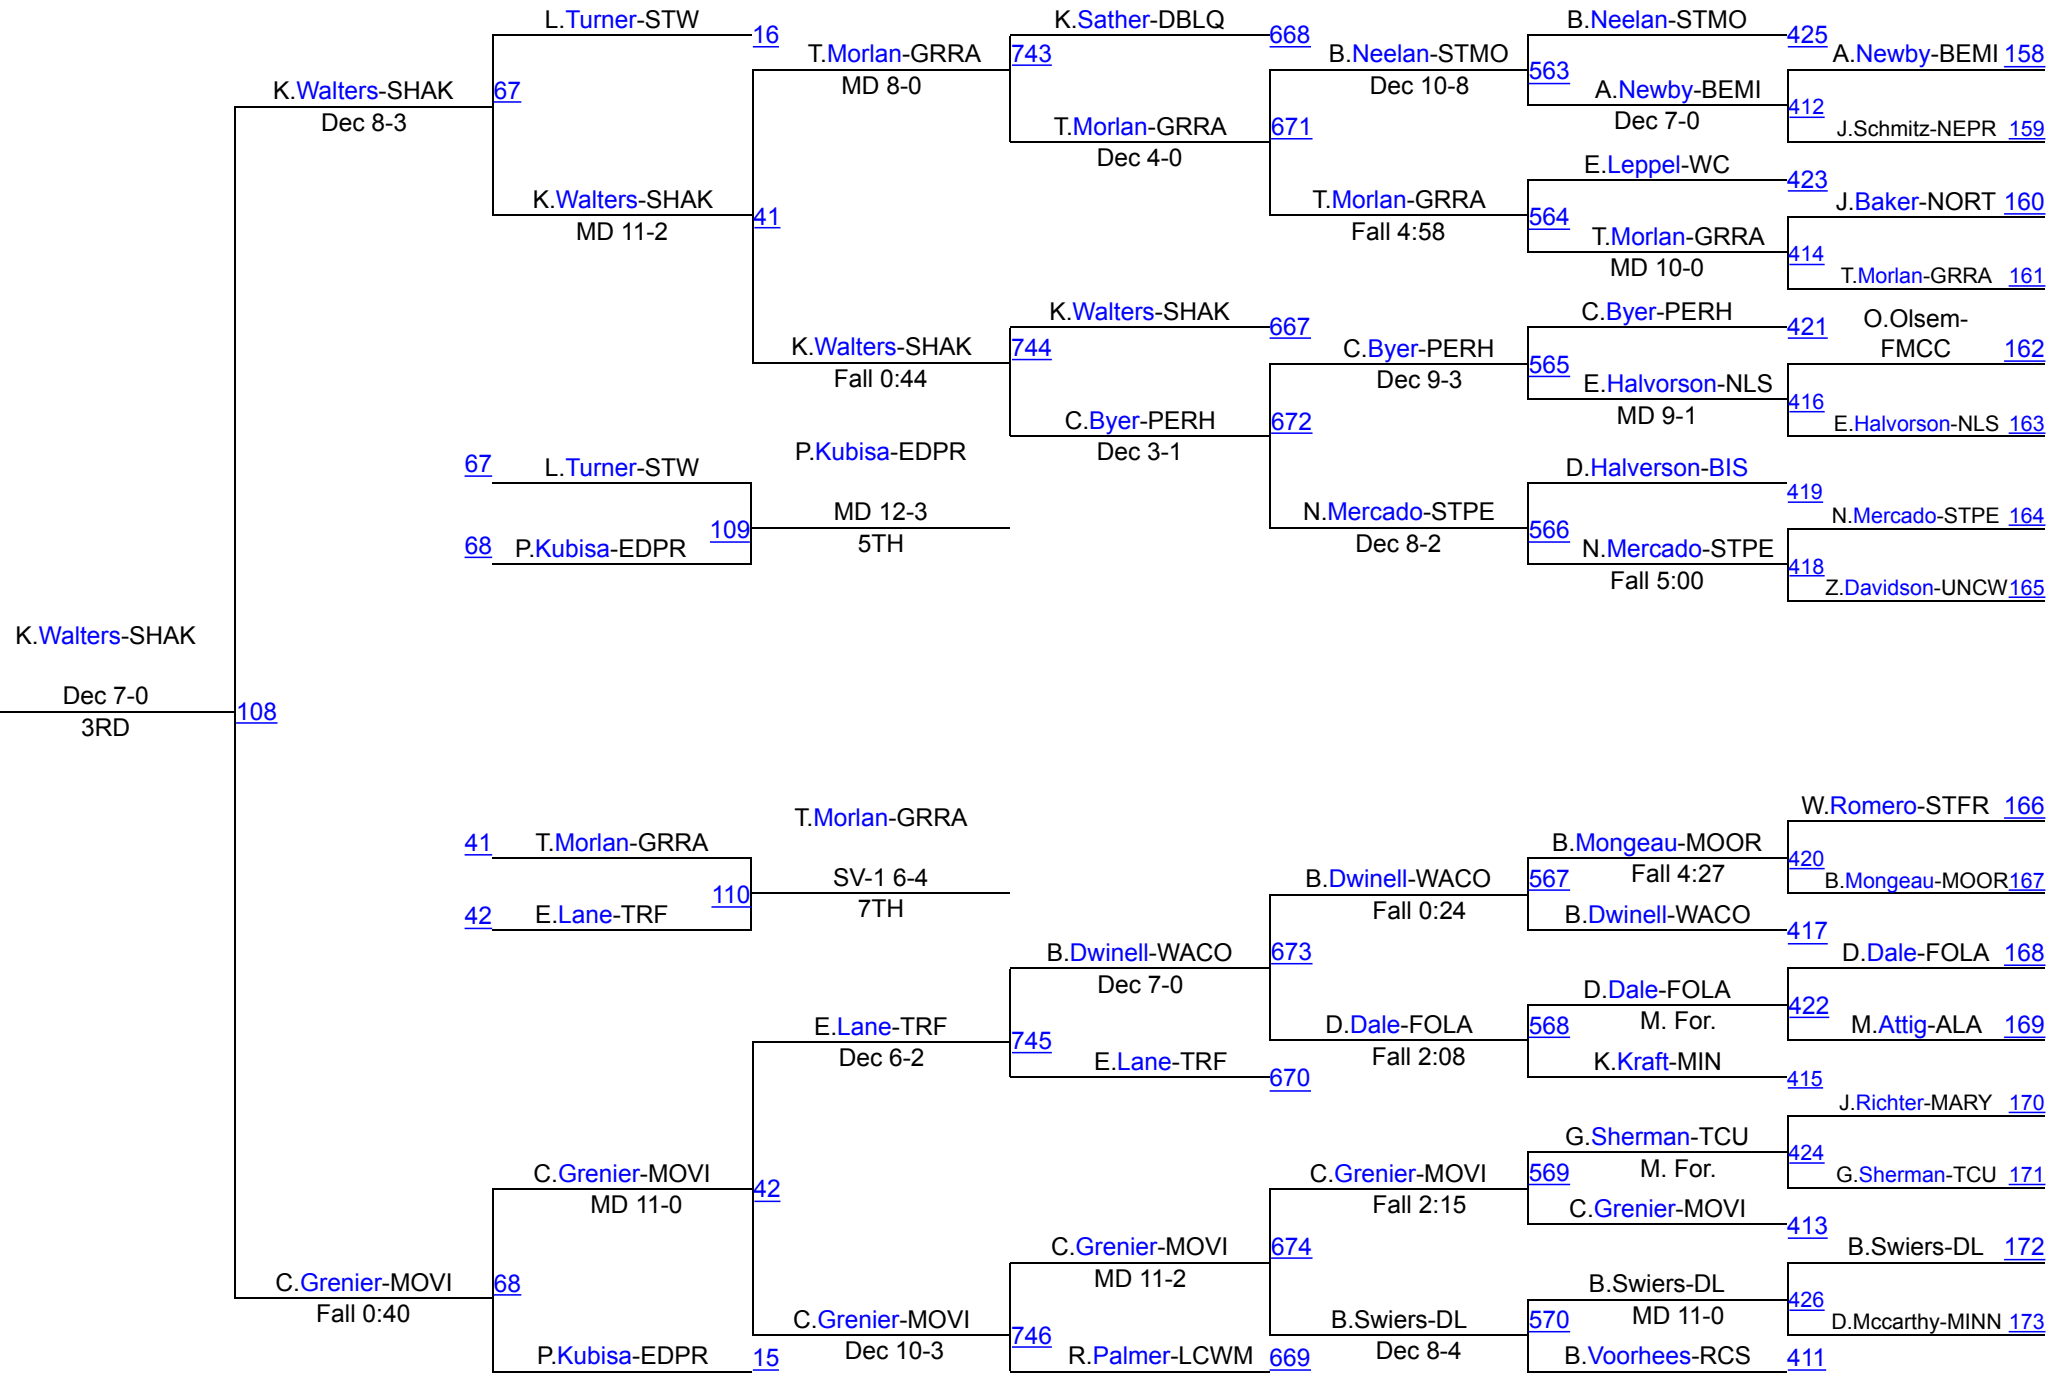 L.Turner-STW
16
K.Walters-SHAK
67
Dec 8-3
K.Walters-SHAK
41
MD 11-2
T.Morlan-GRRA
743
MD 8-0
K.Walters-SHAK
744
Fall 0:44
K.Sather-DBLQ
668
T.Morlan-GRRA
671
Dec 4-0
K.Walters-SHAK
667
C.Byer-PERH
672
Dec 3-1
B.Neelan-STMO
563
Dec 10-8
T.Morlan-GRRA
564
Fall 4:58
C.Byer-PERH
565
Dec 9-3
N.Mercado-STPE
566
Dec 8-2
B.Neelan-STMO
425
A.Newby-BEMI
412
Dec 7-0
E.Leppel-WC
423
T.Morlan-GRRA
414
MD 10-0
C.Byer-PERH
421
E.Halvorson-NLS
416
MD 9-1
D.Halverson-BIS
419
N.Mercado-STPE
418
Fall 5:00
A.Newby-BEMI 158
J.Schmitz-NEPR 159
J.Baker-NORT 160
T.Morlan-GRRA 161
O.Olsem-
FMCC 162
E.Halvorson-NLS 163
N.Mercado-STPE 164
Z.Davidson-UNCW 165
67 L.Turner-STW
68 P.Kubisa-EDPR
109
P.Kubisa-EDPR
MD 12-3
5TH
K.Walters-SHAK
Dec 7-0
3RD
108
41 T.Morlan-GRRA
42 E.Lane-TRF
110
T.Morlan-GRRA
SV-1 6-4
7TH
C.Grenier-MOVI
68
Fall 0:40
C.Grenier-MOVI
42
MD 11-0
P.Kubisa-EDPR 15
E.Lane-TRF
745
Dec 6-2
C.Grenier-MOVI
746
Dec 10-3
B.Dwinell-WACO
673
Dec 7-0
E.Lane-TRF
670
C.Grenier-MOVI
674
MD 11-2
R.Palmer-LCWM 669
B.Dwinell-WACO
567
Fall 0:24
D.Dale-FOLA
568
Fall 2:08
C.Grenier-MOVI
569
Fall 2:15
B.Swiers-DL
570
Dec 8-4
B.Mongeau-MOOR
420
Fall 4:27
B.Dwinell-WACO
417
D.Dale-FOLA
422
M. For.
K.Kraft-MIN
415
G.Sherman-TCU
424
M. For.
C.Grenier-MOVI
413
B.Swiers-DL
426
MD 11-0
B.Voorhees-RCS 411
W.Romero-STFR 166
B.Mongeau-MOOR 167
D.Dale-FOLA 168
M.Attig-ALA 169
J.Richter-MARY 170
G.Sherman-TCU 171
B.Swiers-DL 172
D.Mccarthy-MINN 173